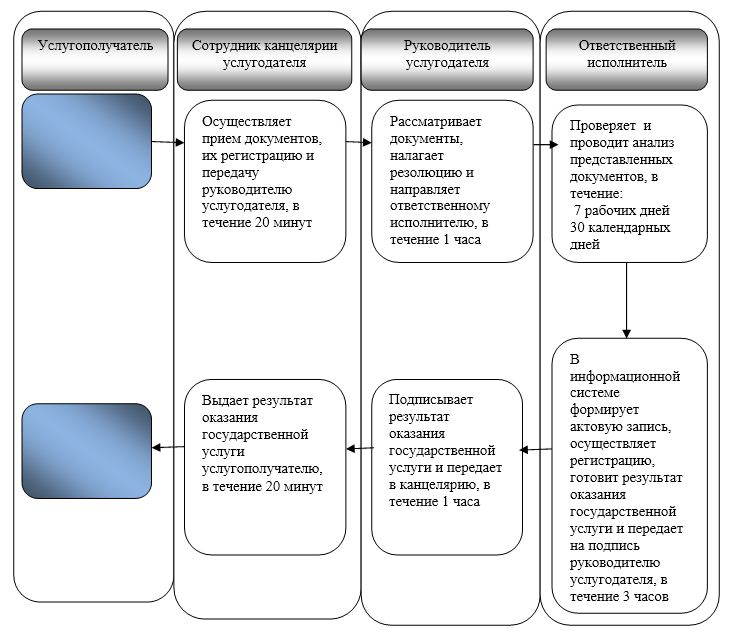 Услугополучатель
Сотрудник канцелярии
услугодателя
Руководитель
услугодателя
Ответственный
исполнитель
Осуществляет
прием документов,
их регистрацию и
передачу
руководителю
услугодателя, в
течение 20 минут
Рассматривает
документы,
налагает
резолюцию и
направляет
ответственному
исполнителю, в
течение 1 часа
Проверяет и
проводит анализ
представленных
документов, в
течение:
7 рабочих дней
30 календарных
дней
В
информационной
системе
формирует
актовую запись,
осуществляет
регистрацию,
готовит результат
оказания
государственной
услуги и передает
на подпись
руководителю
услугодателя, в
течение 3 часов
Подписывает
результат
оказания
государственной
услуги и передает
в канцелярию, в
течение 1 часа
Выдает результат
оказания
государственной
услуги
услугополучателю,
в течение 20 минут